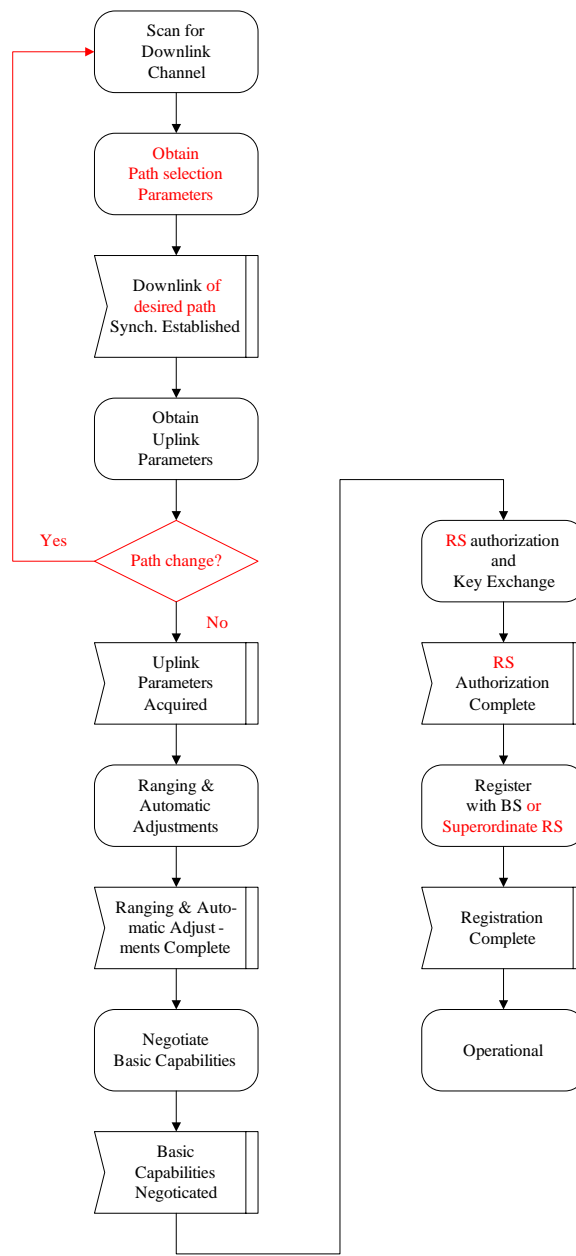 Scan for
Downlink
Channel
Obtain
Path selection
Parameters
Downlink of
desired path
Synch. Established
Obtain
Uplink
Parameters
Yes
Path change?
No
Uplink
Parameters
Acquired
Ranging &
Automatic
Adjustments
Ranging & Auto-
matic Adjust -
ments Complete
Negotiate
Basic Capabilities
Basic
Capabilities
Negoticated
RS authorization
and
Key Exchange
RS
Authorization
Complete
Register
with BS or
Superordinate RS
Registration
Complete
Operational